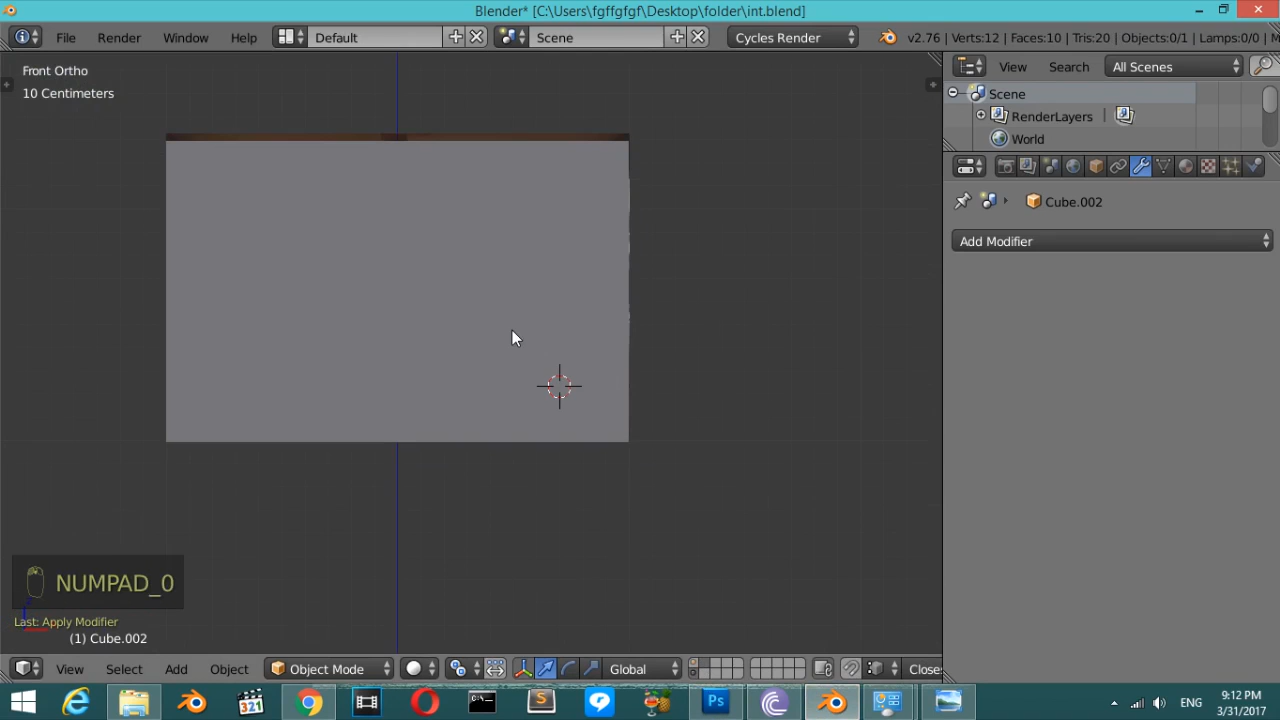 Blender* [C:\Users\fgffgfgf\Desktop\folder\int.blend]
File Render Window Help Default Scene Cycles Render v2.76 | Verts:12 | Faces:10 | Tris:20 | Objects:0/1 | Lamps:0/0 | M
Front Ortho
10 Centimeters
View Search All Scenes
Scene
RenderLayers
World
Cube.002
Add Modifier
NUMPAD_0
Last: Apply Modifier
(1) Cube.002
View Select Add Object Object Mode Global Close
321
Ps
ENG
9:12 PM
3/31/2017